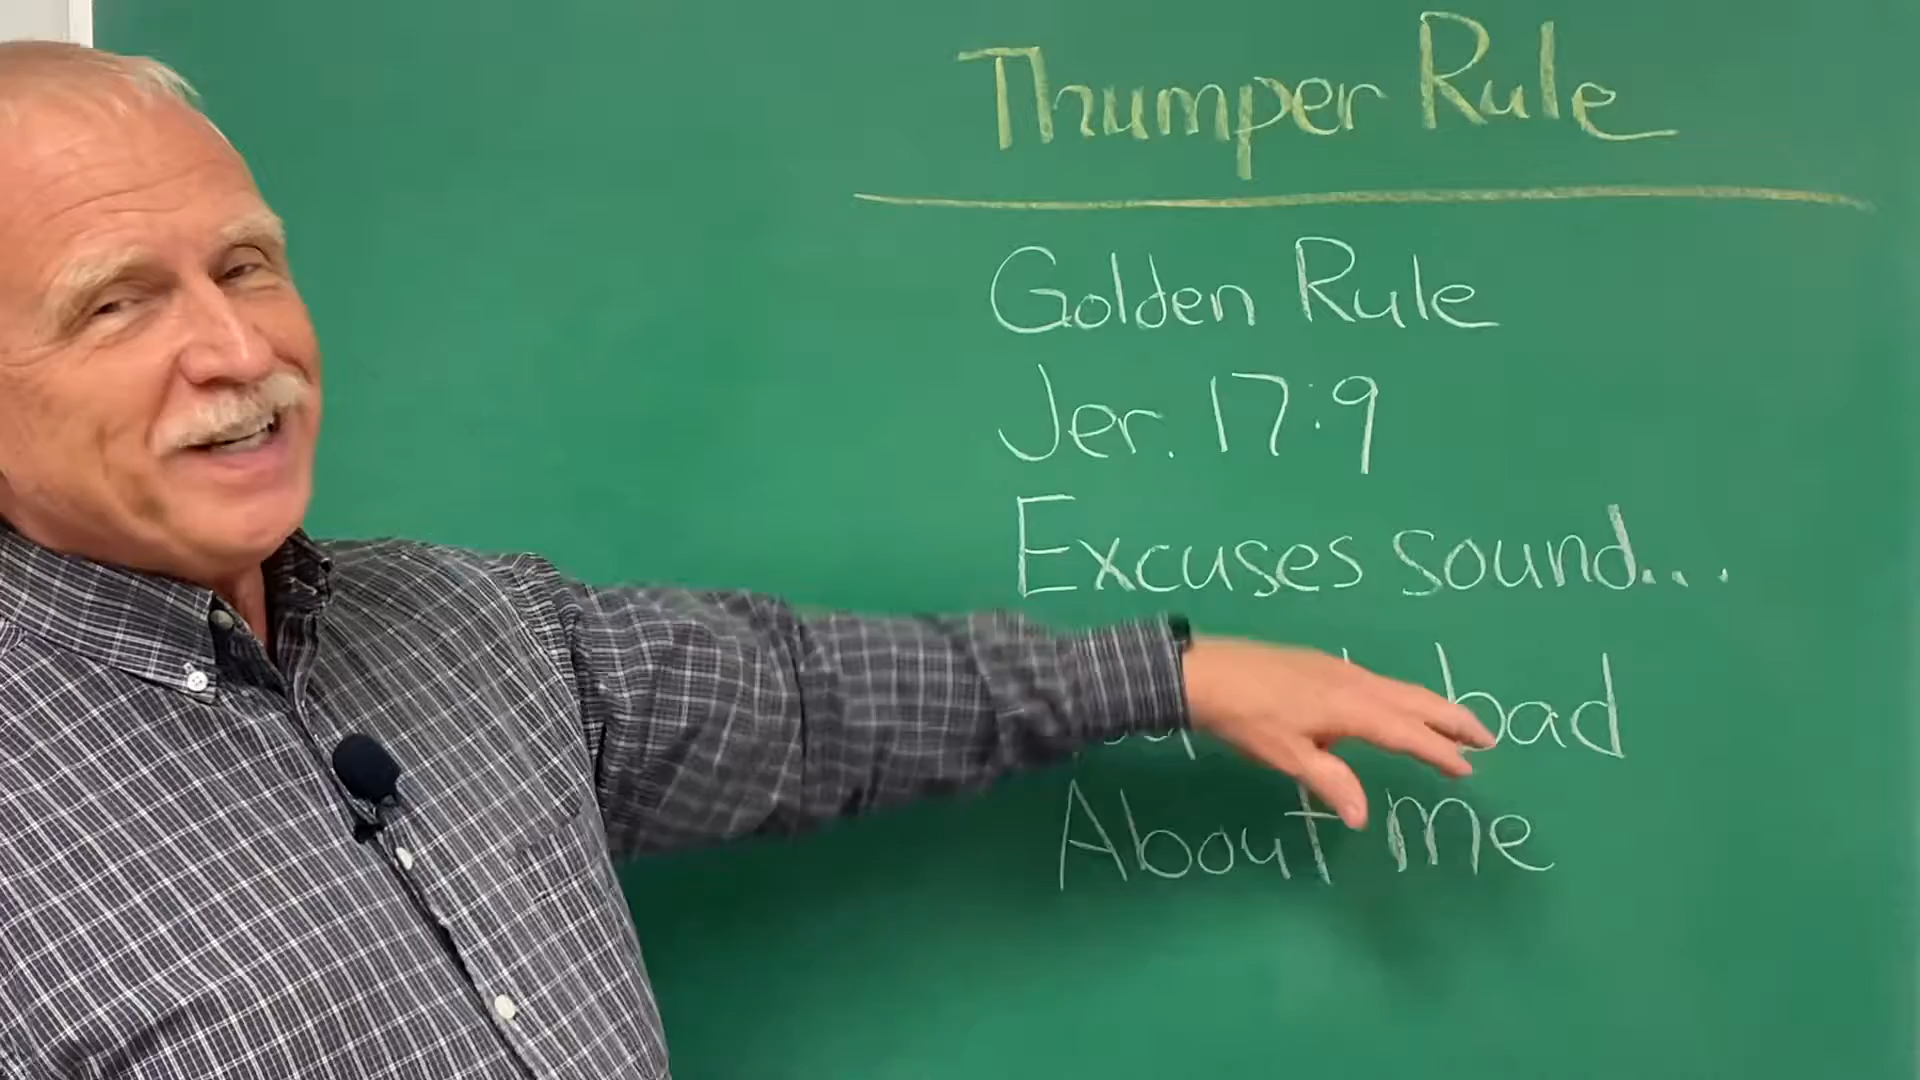 Thumper Rule
Golden Rule
Jer. 17:9
Excuses sound...
bad
About me